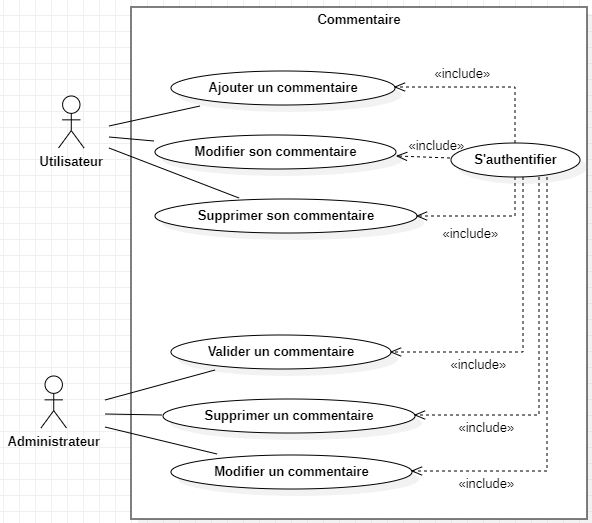 Commentaire
«include»
Ajouter un commentaire
Utilisateur
Modifier son commentaire
«include»
S'authentifier
Supprimer son commentaire
«include»
Valider un commentaire
«include»
Administrateur
Supprimer un commentaire
«include»
Modifier un commentaire
«include»